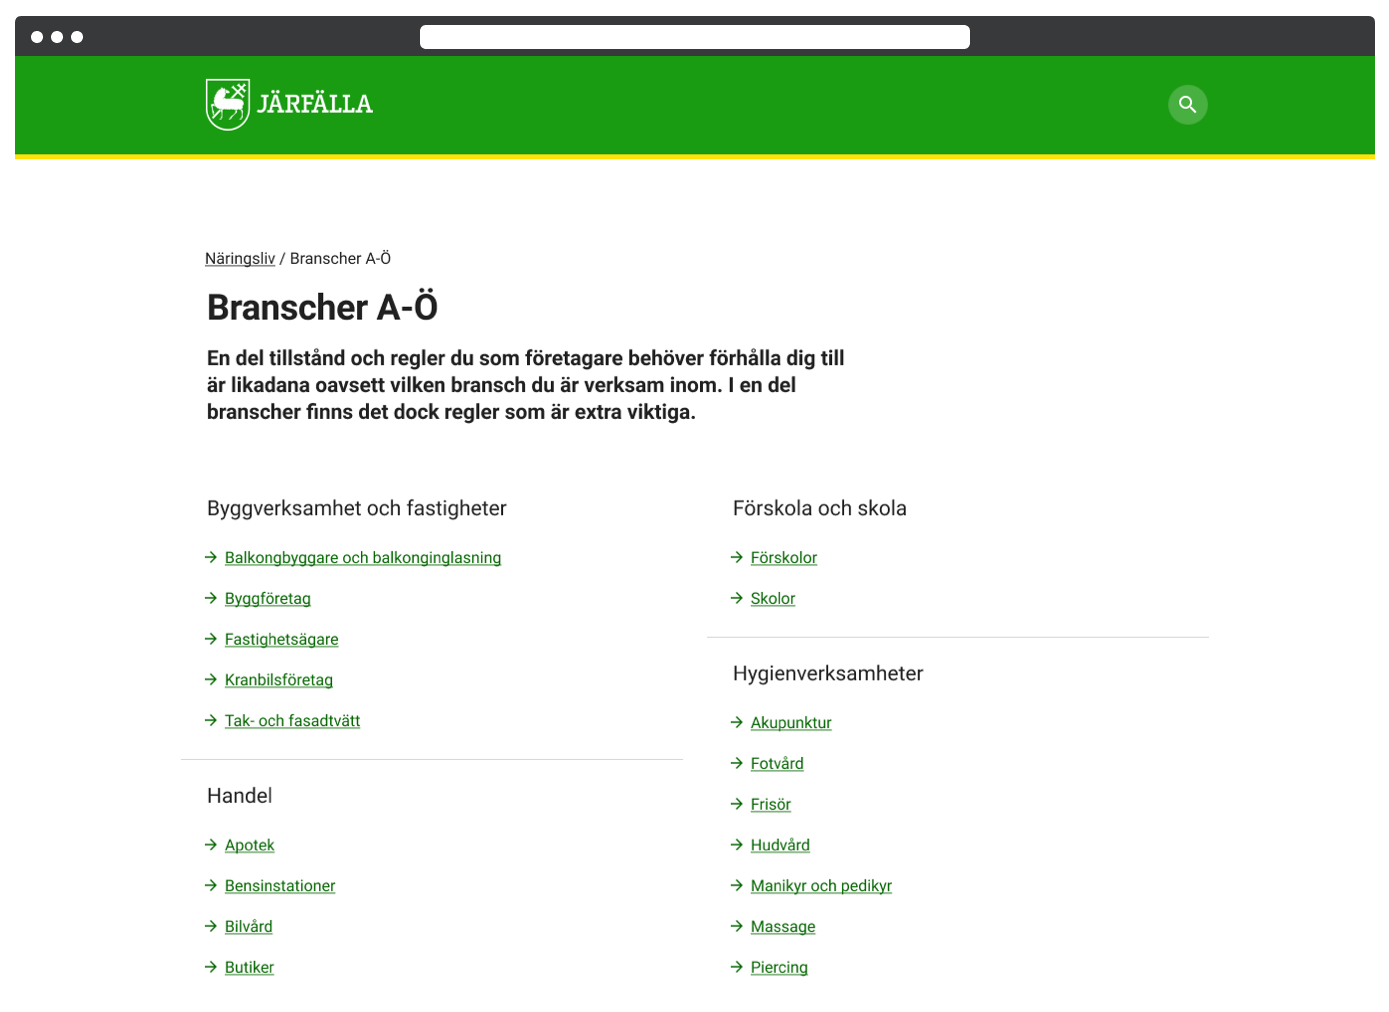 JÄRFÄLLA
Näringsliv / Branscher A-Ö
Branscher A-Ö
En del tillstånd och regler du som företagare behöver förhålla dig till
är likadana oavsett vilken bransch du är verksam inom. I en del
branscher finns det dock regler som är extra viktiga.
Byggverksamhet och fastigheter
Balkongbyggare och balkonginglasning
Byggföretag
Fastighetsägare
Kranbilsföretag
Tak- och fasadtvätt
Handel
Apotek
Bensinstationer
Bilvård
Butiker
Förskola och skola
Förskolor
Skolor
Hygienverksamheter
Akupunktur
Fotvård
Frisör
Hudvård
Manikyr och pedikyr
Massage
Piercing